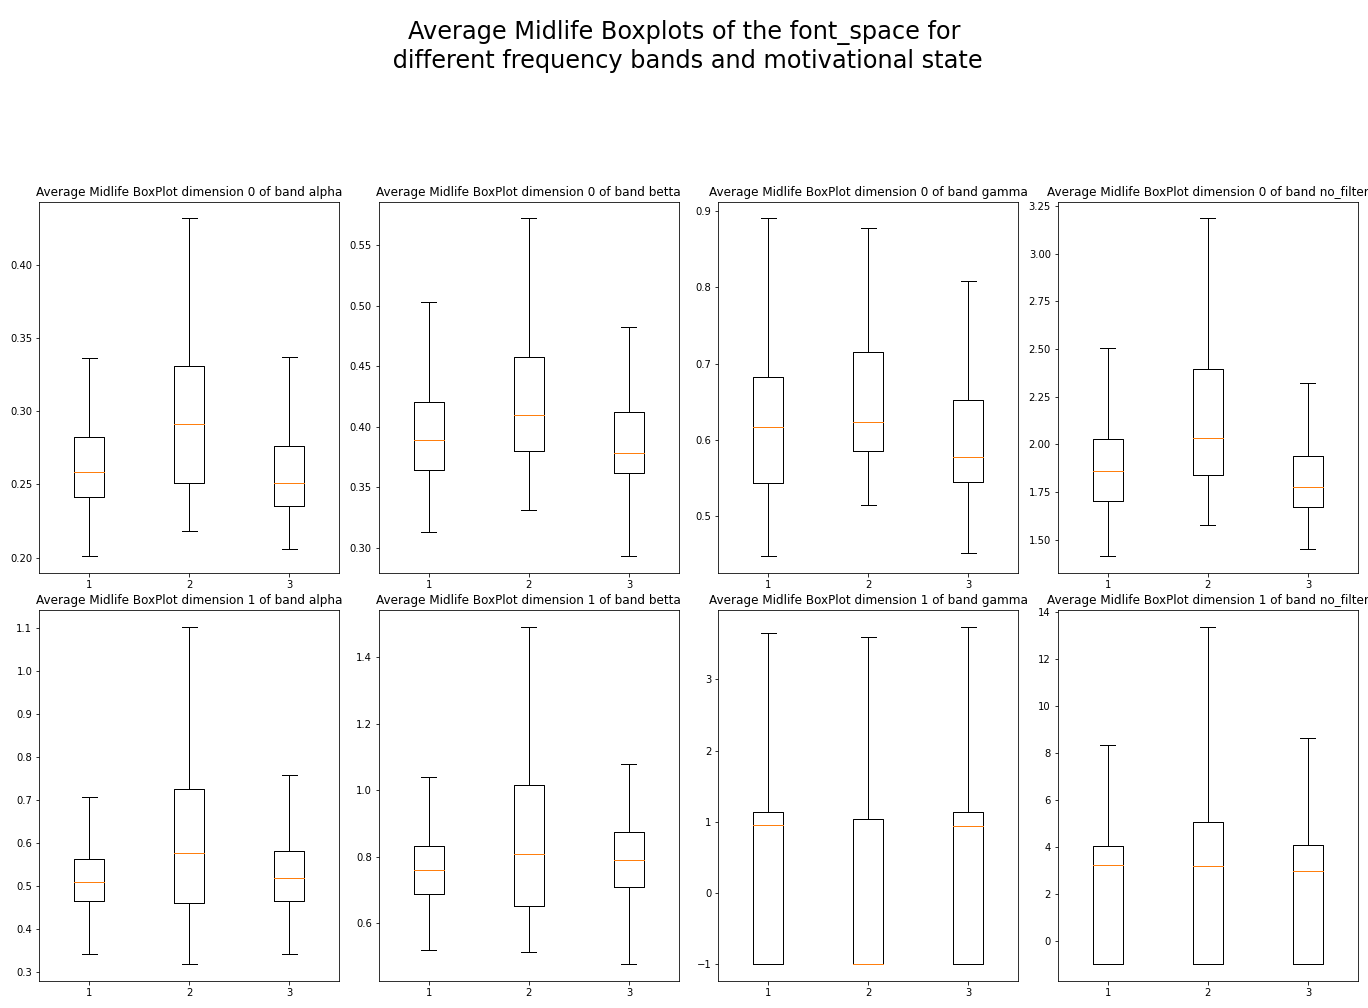 Average Midlife Boxplots of the font_space for
different frequency bands and motivational state
Average Midlife BoxPlot dimension 0 of band alpha
0.40
0.35
0.30
0.25
0.20
1 2 3
Average Midlife BoxPlot dimension 0 of band betta
0.55
0.50
0.45
0.40
0.35
0.30
1 2 3
Average Midlife BoxPlot dimension 0 of band gamma
0.9
0.8
0.7
0.6
0.5
1 2 3
Average Midlife BoxPlot dimension 0 of band no_filter
3.25
3.00
2.75
2.50
2.25
2.00
1.75
1.50
1 2 3
Average Midlife BoxPlot dimension 1 of band alpha
1.1
1.0
0.9
0.8
0.7
0.6
0.5
0.4
0.3
1 2 3
Average Midlife BoxPlot dimension 1 of band betta
1.4
1.2
1.0
0.8
0.6
1 2 3
Average Midlife BoxPlot dimension 1 of band gamma
3
2
1
0
−1
1 2 3
Average Midlife BoxPlot dimension 1 of band no_filter
14
12
10
8
6
4
2
0
1 2 3